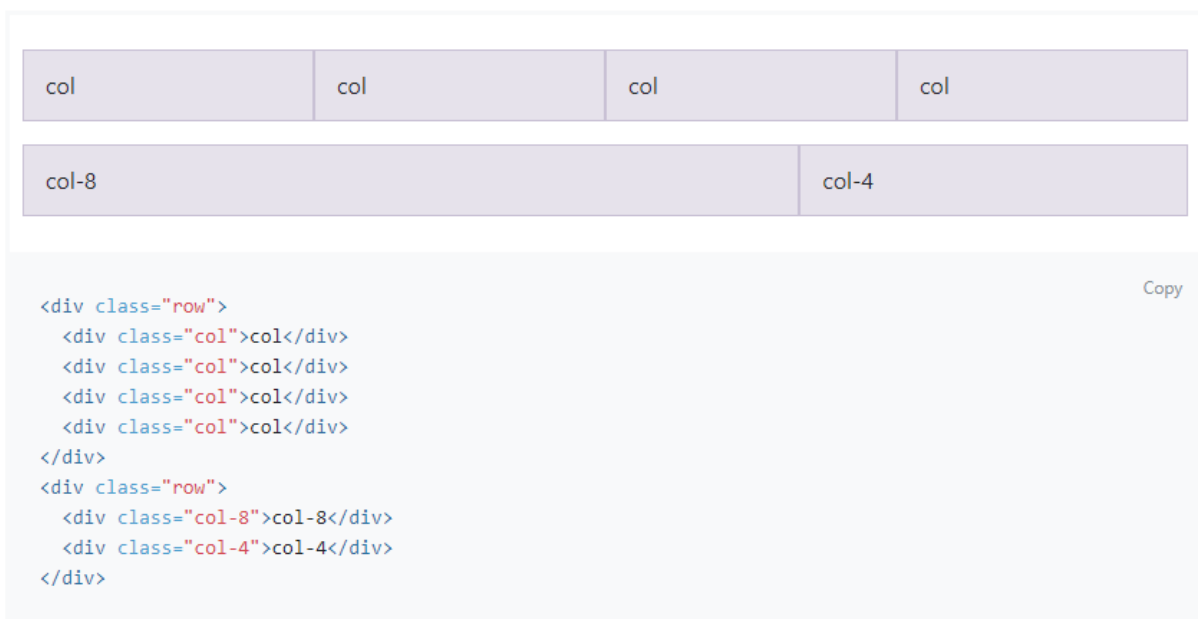 col col col col
col-8 col-4
Copy
<div class="row">
  <div class="col">col</div>
  <div class="col">col</div>
  <div class="col">col</div>
  <div class="col">col</div>
</div>
<div class="row">
  <div class="col-8">col-8</div>
  <div class="col-4">col-4</div>
</div>